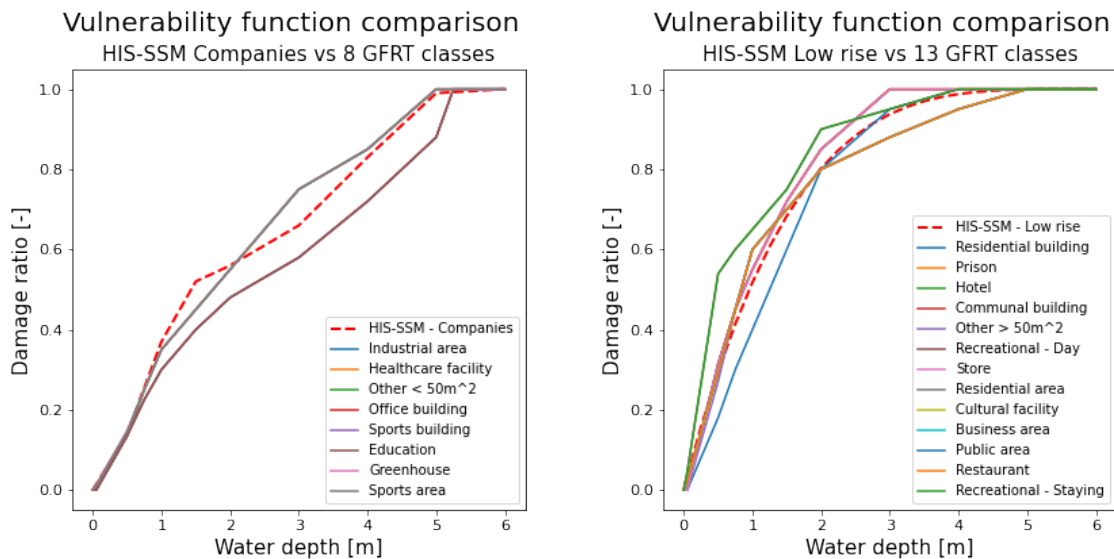 Vulnerability function comparison
HIS-SSM Companies vs 8 GFRT classes
Damage ratio [-]
1.0
0.8
0.6
0.4
0.2
0.0
HIS-SSM - Companies
Industrial area
Healthcare facility
Other < 50m^2
Office building
Sports building
Education
Greenhouse
Sports area
0
1
2
3
4
5
6
Water depth [m]
Vulnerability function comparison
HIS-SSM Low rise vs 13 GFRT classes
Damage ratio [-]
1.0
0.8
0.6
0.4
0.2
0.0
HIS-SSM - Low rise
Residential building
Prison
Hotel
Communal building
Other > 50m^2
Recreational - Day
Store
Residential area
Cultural facility
Business area
Public area
Restaurant
Recreational - Staying
0
1
2
3
4
5
6
Water depth [m]